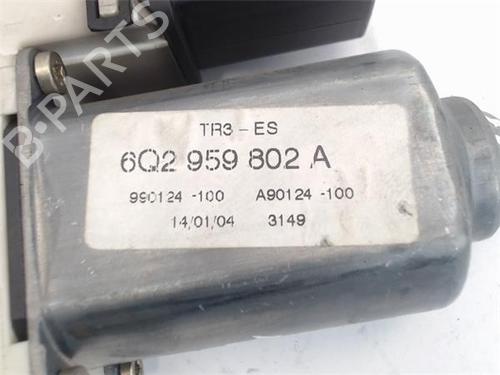 B-PARTS
TR3-ES
6Q2 959 802 A
990124 -100 A90124 -100
14/01/04 3149